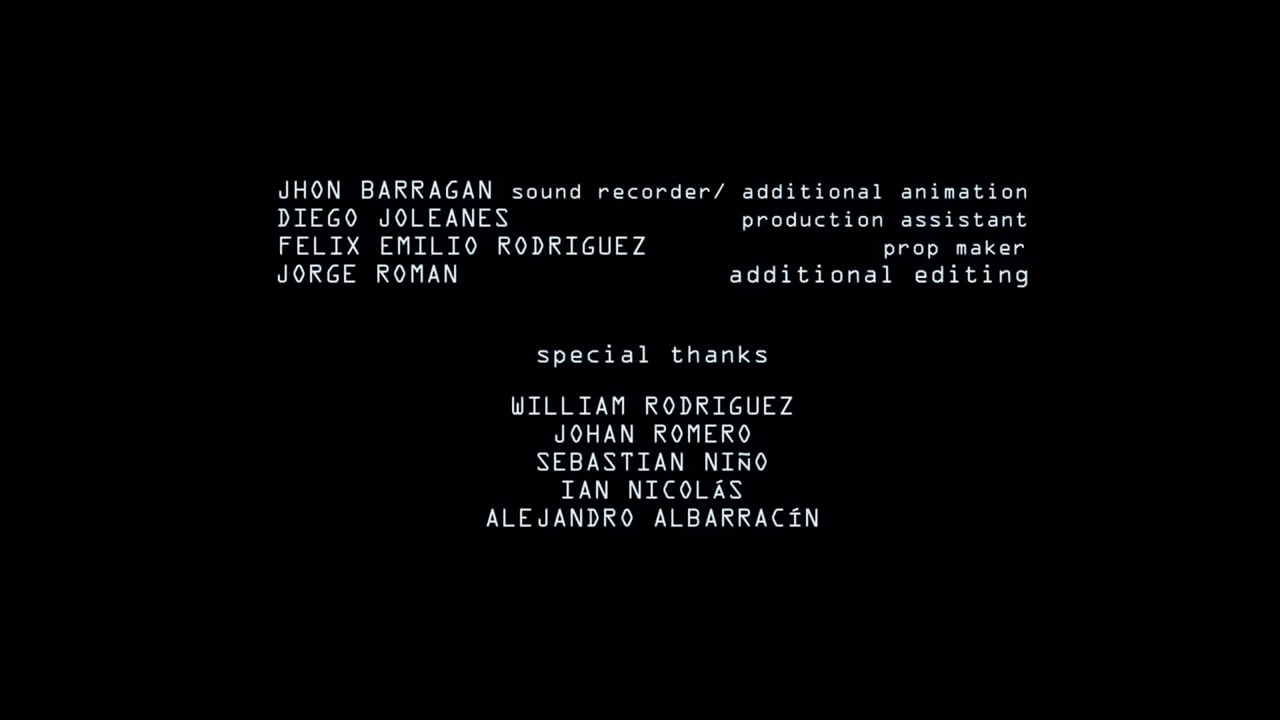 JHON BARRAGAN sound recorder/ additional animation
DIEGO JOLEANES production assistant
FELIX EMILIO RODRIGUEZ prop maker
JORGE ROMAN additional editing
special thanks
WILLIAM RODRIGUEZ
JOHAN ROMERO
SEBASTIAN NIÑO
IAN NICOLÁS
ALEJANDRO ALBARRACÍN